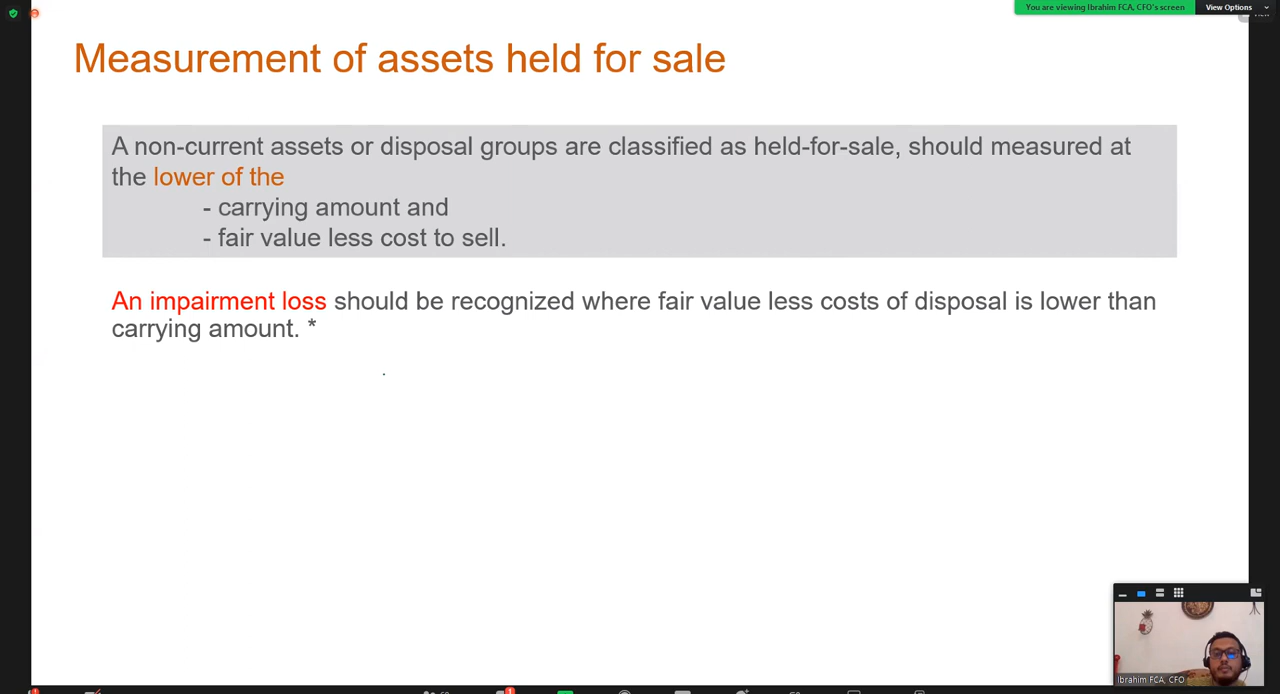 You are viewing Ibrahim FCA, CFO's screen
View Options
View
Measurement of assets held for sale
A non-current assets or disposal groups are classified as held-for-sale, should measured at
the lower of the
- carrying amount and
- fair value less cost to sell.
An impairment loss should be recognized where fair value less costs of disposal is lower than
carrying amount. *
Ibrahim FCA, CFO
1